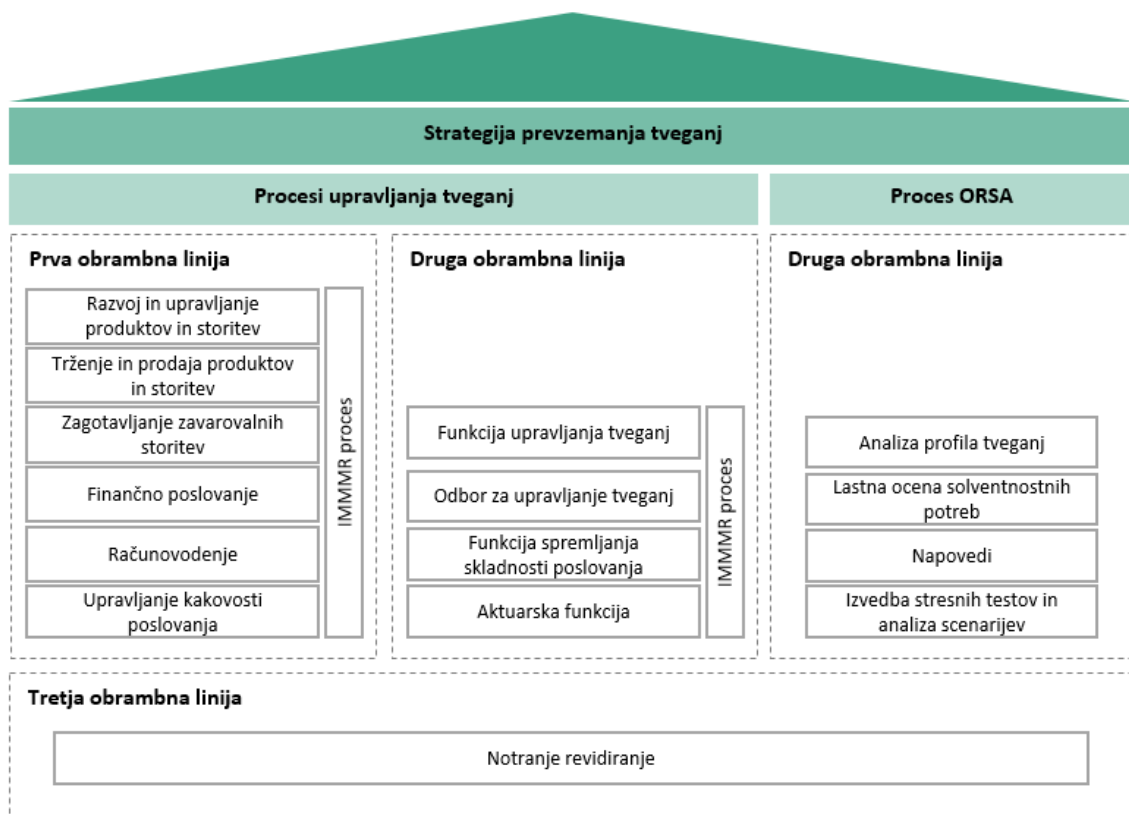 Strategija prevzemanja tveganj
Procesi upravljanja tveganj
Proces ORSA
Prva obrambna linija
Razvoj in upravljanje
produktov in storitev
Trženje in prodaja produktov
in storitev
Zagotavljanje zavarovalnih
storitev
Finančno poslovanje
Računovodenje
Upravljanje kakovosti
poslovanja
IMMMR proces
Druga obrambna linija
Funkcija upravljanja tveganj
Odbor za upravljanje tveganj
Funkcija spremljanja
skladnosti poslovanja
Aktuarska funkcija
IMMMR proces
Druga obrambna linija
Analiza profila tveganj
Lastna ocena solventnostnih
potreb
Napovedi
Izvedba stresnih testov in
analiza scenarijev
Tretja obrambna linija
Notranje revidiranje